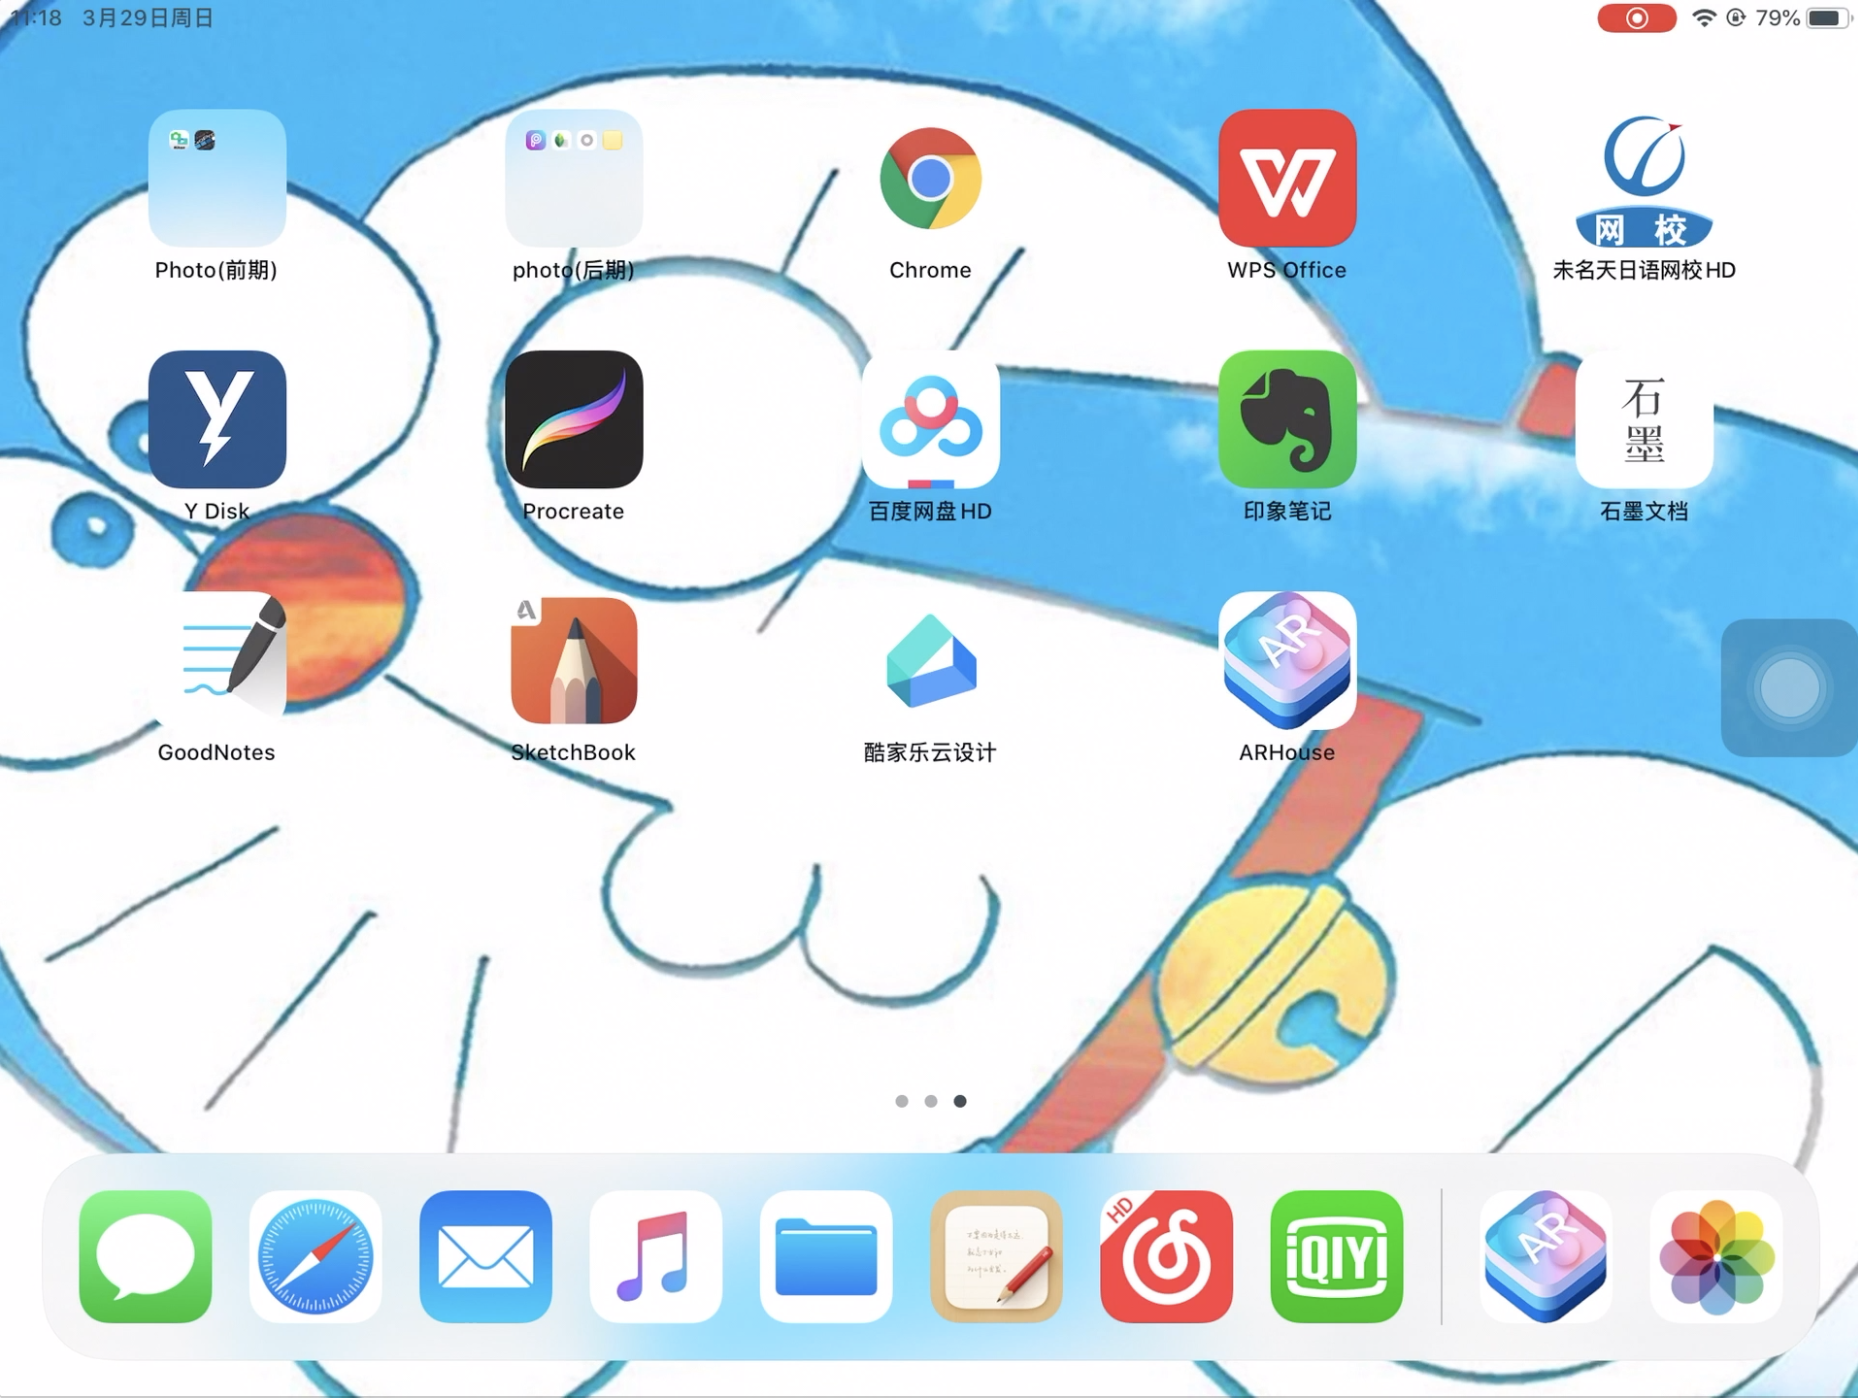 11:18 3月29日周日
79%
Photo(前期)
photo(后期)
Chrome
WPS Office
网 校
未名天日语网校HD
Y Disk
Procreate
百度网盘HD
印象笔记
石墨
石墨文档
GoodNotes
SketchBook
酷家乐云设计
AR
ARHouse
HD
iQIYI
AR